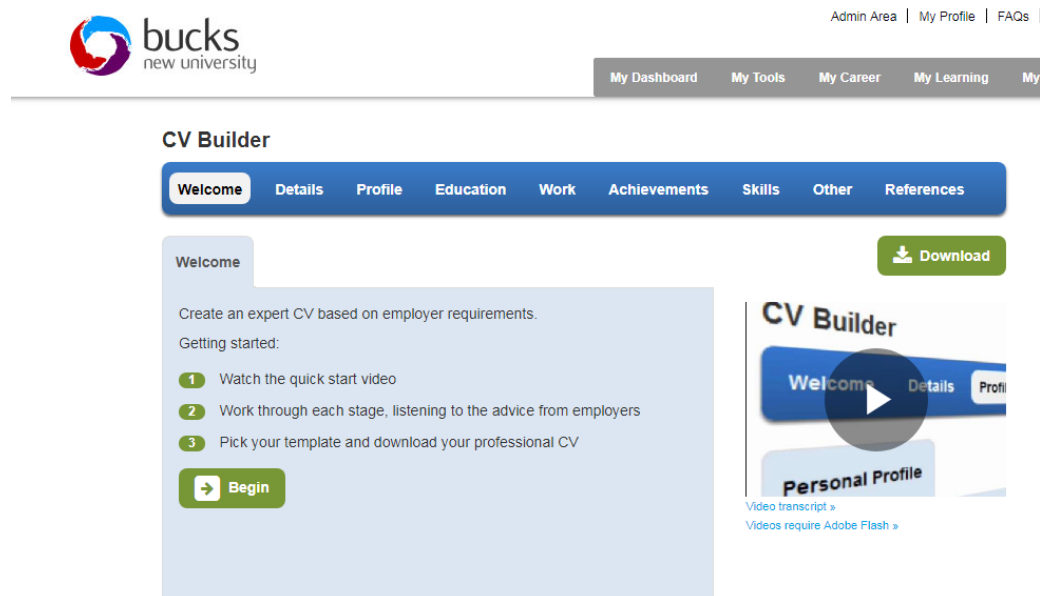 Admin Area | My Profile | FAQs
bucks
new university
My Dashboard My Tools My Career My Learning My
CV Builder
Welcome Details Profile Education Work Achievements Skills Other References
Welcome
Download
Create an expert CV based on employer requirements.
Getting started:
1 Watch the quick start video
2 Work through each stage, listening to the advice from employers
3 Pick your template and download your professional CV
Begin
CV Builder
Welcome Details Profi
Personal Profile
Video transcript »
Videos require Adobe Flash »